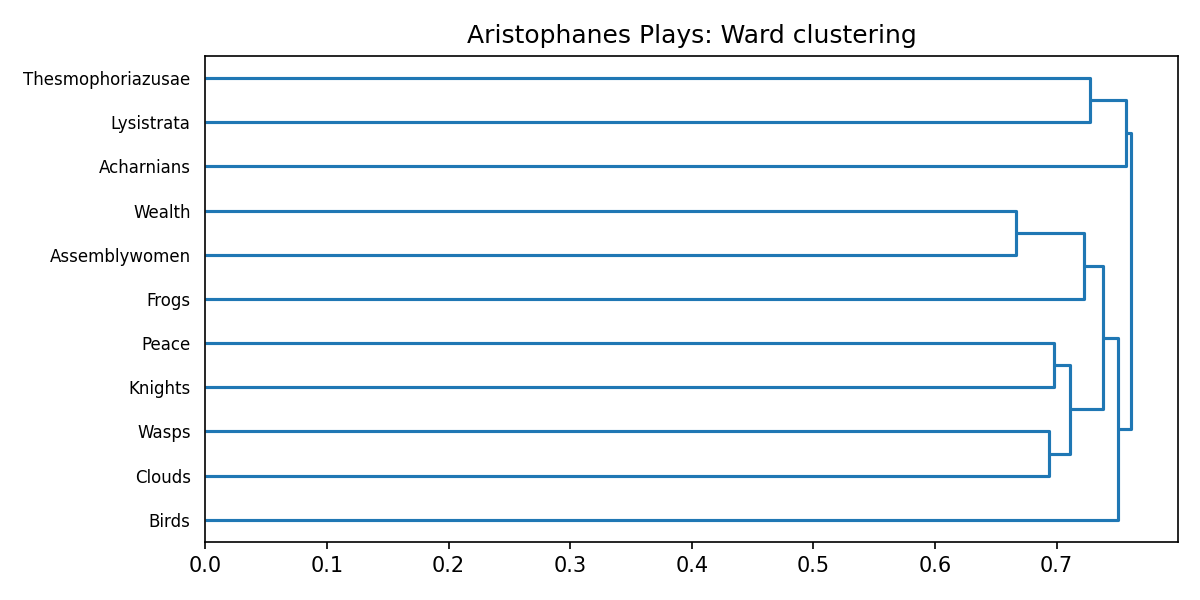 Aristophanes Plays: Ward clustering
Thesmophoriazusae
Lysistrata
Acharnians
Wealth
Assemblywomen
Frogs
Peace
Knights
Wasps
Clouds
Birds
0.0 0.1 0.2 0.3 0.4 0.5 0.6 0.7